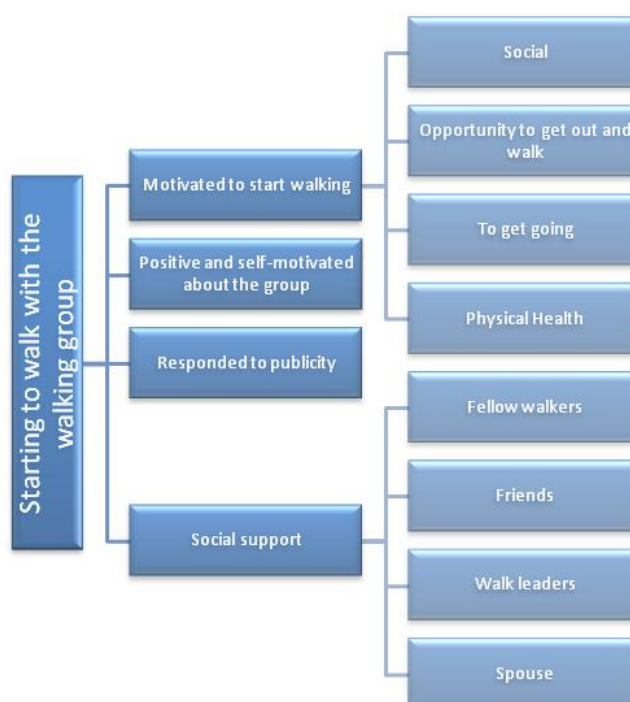 Starting to walk with the
walking group
Motivated to start walking
Social
Opportunity to get out and
walk
To get going
Physical Health
Positive and self-motivated
about the group
Responded to publicity
Social support
Fellow walkers
Friends
Walk leaders
Spouse